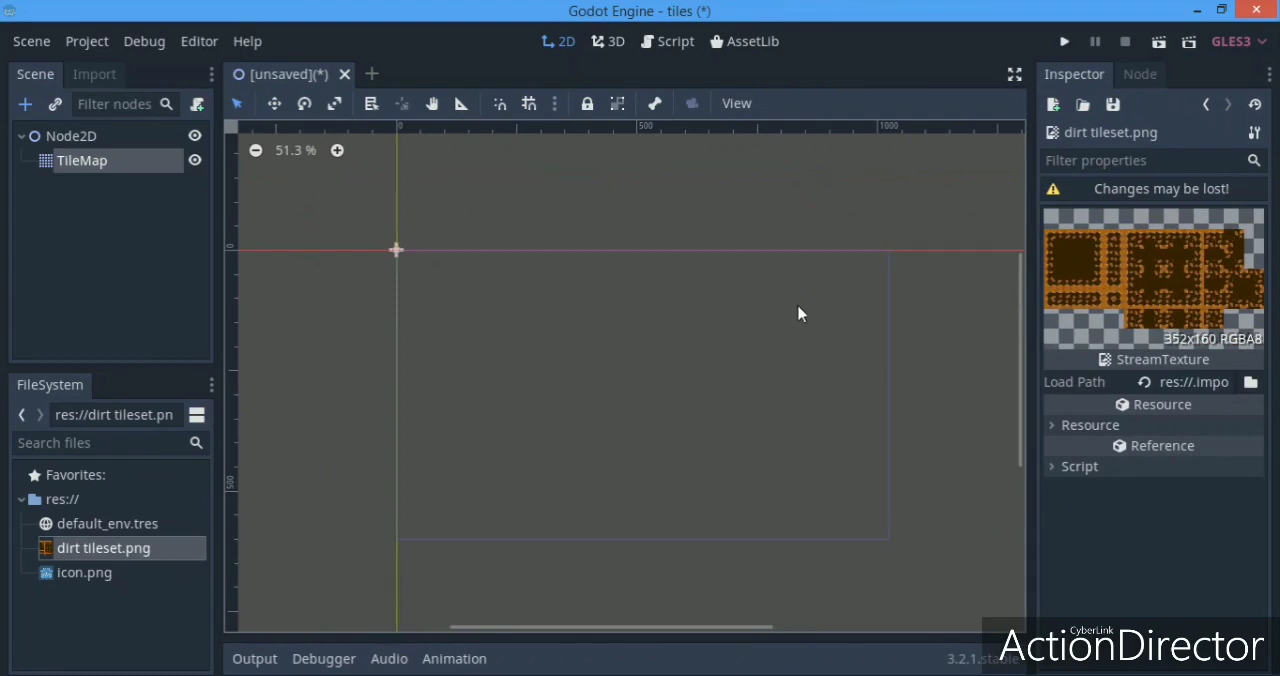 Godot Engine - tiles (*)
Scene Project Debug Editor Help
2D 3D Script AssetLib
GLES3
Scene Import
[unsaved](*)
Inspector Node
Filter nodes
View
dirt tileset.png
Node2D
TileMap
0 500 1000
51.3 %
0
500
Filter properties
Changes may be lost!
352x160 RGBA8
StreamTexture
Load Path res://.impo
Resource
Resource
Reference
Script
FileSystem
res://dirt tileset.pn
Search files
Favorites:
res://
default_env.tres
dirt tileset.png
icon.png
Output Debugger Audio Animation
3.2.1.stable
CyberLink
ActionDirector